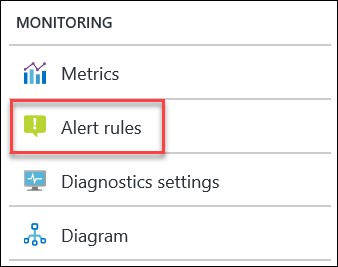 MONITORING
Metrics
Alert rules
Diagnostics settings
Diagram